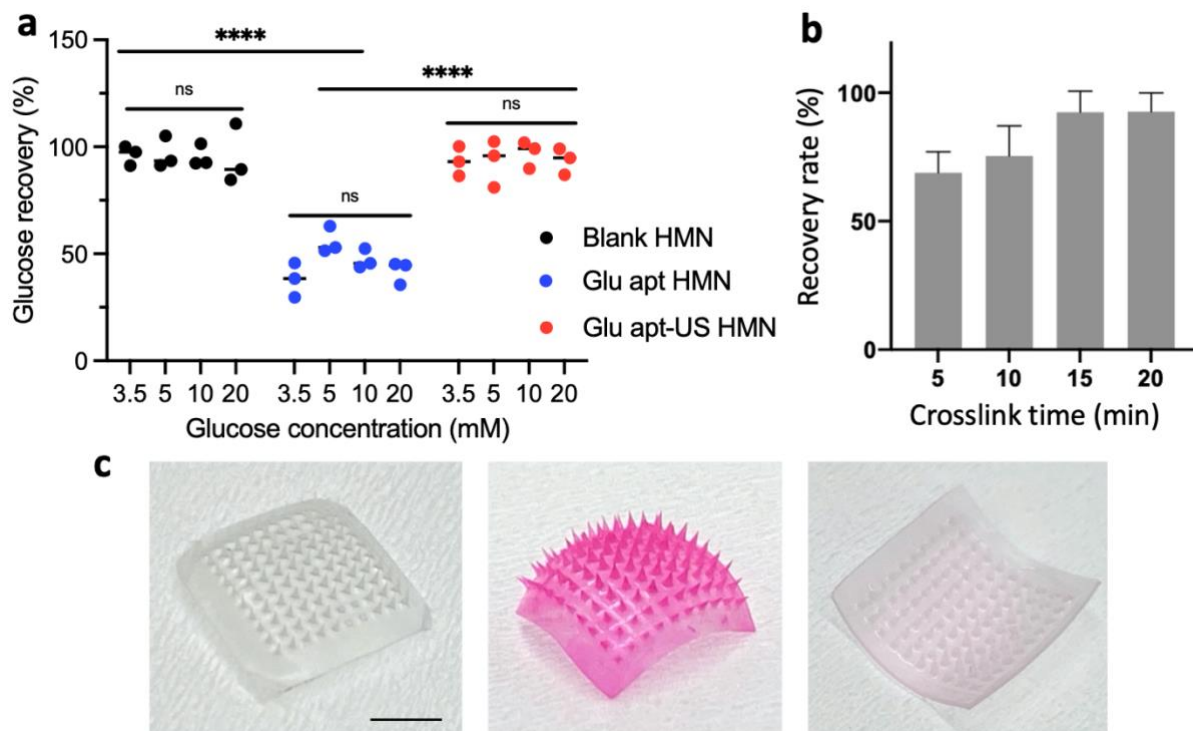 a
150
100
50
0
Glucose recovery (%)
****
****
ns
ns
ns
Blank HMN
Glu apt HMN
Glu apt-US HMN
3.5 5 10 20 3.5 5 10 20 3.5 5 10 20
Glucose concentration (mM)
b
100
50
0
Recovery rate (%)
5 10 15 20
Crosslink time (min)
c